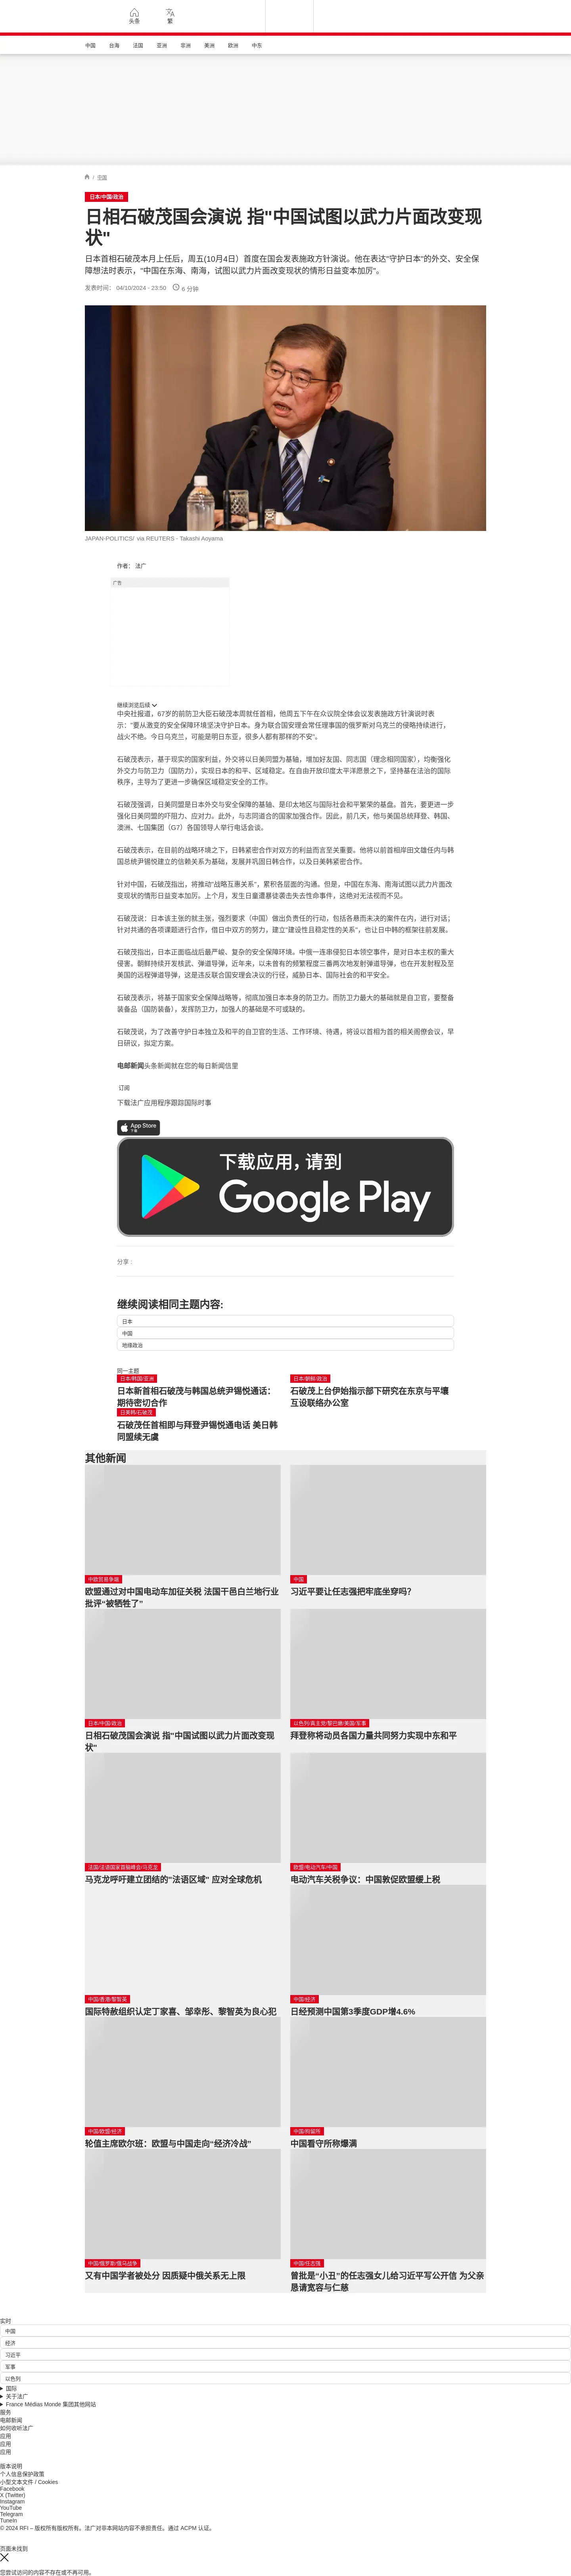 头条
繁
中国
台海
法国
亚洲
非洲
美洲
欧洲
中东
/ 中国
日本/中国/政治
日相石破茂国会演说 指"中国试图以武力片面改变现
状"
日本首相石破茂本月上任后，周五(10月4日）首度在国会发表施政方针演说。他在表达"守护日本"的外交、安全保
障想法时表示，"中国在东海、南海，试图以武力片面改变现状的情形日益变本加厉"。
发表时间： 04/10/2024 - 23:50
6 分钟
JAPAN-POLITICS/ via REUTERS - Takashi Aoyama
作者： 法广
广告
继续浏览后续
中央社报道，67岁的前防卫大臣石破茂本周就任首相，他周五下午在众议院全体会议发表施政方针演说时表
示："要从激变的安全保障环境坚决守护日本。身为联合国安理会常任理事国的俄罗斯对乌克兰的侵略持续进行，
战火不绝。今日乌克兰，可能是明日东亚，很多人都有那样的不安"。
石破茂表示，基于现实的国家利益，外交将以日美同盟为基轴，增加好友国、同志国（理念相同国家），均衡强化
外交力与防卫力（国防力），实现日本的和平、区域稳定。在自由开放印度太平洋愿景之下，坚持基在法治的国际
秩序，主导为了更进一步确保区域稳定安全的工作。
石破茂强调，日美同盟是日本外交与安全保障的基轴、是印太地区与国际社会和平繁荣的基盘。首先，要更进一步
强化日美同盟的吓阻力、应对力。此外，与志同道合的国家加强合作。因此，前几天，他与美国总统拜登、韩国、
澳洲、七国集团（G7）各国领导人举行电话会谈。
石破茂表示，在目前的战略环境之下，日韩紧密合作对双方的利益而言至关重要。他将以前首相岸田文雄任内与韩
国总统尹锡悦建立的信赖关系为基础，发展并巩固日韩合作，以及日美韩紧密合作。
针对中国，石破茂指出，将推动"战略互惠关系"，累积各层面的沟通。但是，中国在东海、南海试图以武力片面改
变现状的情形日益变本加厉。上个月，发生日童遭暴徒袭击失去性命事件，这绝对无法视而不见。
石破茂说：日本该主张的就主张，强烈要求（中国）做出负责任的行动，包括各悬而未决的案件在内，进行对话；
针对共通的各项课题进行合作，借日中双方的努力，建立"建设性且稳定性的关系"，也让日中韩的框架往前发展。
石破茂指出，日本正面临战后最严峻、复杂的安全保障环境。中俄一连串侵犯日本领空事件，是对日本主权的重大
侵害。朝鲜持续开发核武、弹道导弹，近年来，以未曾有的频繁程度三番两次地发射弹道导弹，也在开发射程及至
美国的远程弹道导弹，这是违反联合国安理会决议的行径，威胁日本、国际社会的和平安全。
石破茂表示，将基于国家安全保障战略等，彻底加强日本本身的防卫力。而防卫力最大的基础就是自卫官，要整备
装备品（国防装备），发挥防卫力，加强人的基础是不可或缺的。
石破茂说，为了改善守护日本独立及和平的自卫官的生活、工作环境、待遇，将设以首相为首的相关阁僚会议，早
日研议，拟定方案。
电邮新闻头条新闻就在您的每日新闻信里
订阅
下载法广应用程序跟踪国际时事
App Store
下载
下载应用，请到
Google Play
分享 :
继续阅读相同主题内容:
日本
中国
地缘政治
同一主题
日本/韩国/亚洲
日本新首相石破茂与韩国总统尹锡悦通话：
期待密切合作
日本/朝鲜/政治
石破茂上台伊始指示部下研究在东京与平壤
互设联络办公室
日美韩/石破茂
石破茂任首相即与拜登尹锡悦通电话 美日韩
同盟续无虞
其他新闻
中欧贸易争端
欧盟通过对中国电动车加征关税 法国干邑白兰地行业
批评“被牺牲了”
中国
习近平要让任志强把牢底坐穿吗？
日本/中国/政治
日相石破茂国会演说 指"中国试图以武力片面改变现
状"
以色列/真主党/黎巴嫩/美国/军事
拜登称将动员各国力量共同努力实现中东和平
法国/法语国家首脑峰会/马克龙
马克龙呼吁建立团结的"法语区域" 应对全球危机
欧盟/电动汽车/中国
电动汽车关税争议：中国敦促欧盟缓上税
中国/香港/黎智英
国际特赦组织认定丁家喜、邹幸彤、黎智英为良心犯
中国/经济
日经预测中国第3季度GDP增4.6%
中国/欧盟/经济
轮值主席欧尔班：欧盟与中国走向“经济冷战”
中国/拘留所
中国看守所称爆满
中国/俄罗斯/俄乌战争
又有中国学者被处分 因质疑中俄关系无上限
中国/任志强
曾批是“小丑”的任志强女儿给习近平写公开信 为父亲
恳请宽容与仁慈
实时
中国
经济
习近平
军事
以色列
国际
关于法广
France Médias Monde 集团其他网站
服务
电邮新闻
如何收听法广
应用
应用
应用
版本说明
个人信息保护政策
小型文本文件 / Cookies
Facebook
X (Twitter)
Instagram
YouTube
Telegram
TuneIn
© 2024 RFI – 版权所有版权所有。法广对非本网站内容不承担责任。通过 ACPM 认证。
页面未找到
您尝试访问的内容不存在或不再可用。